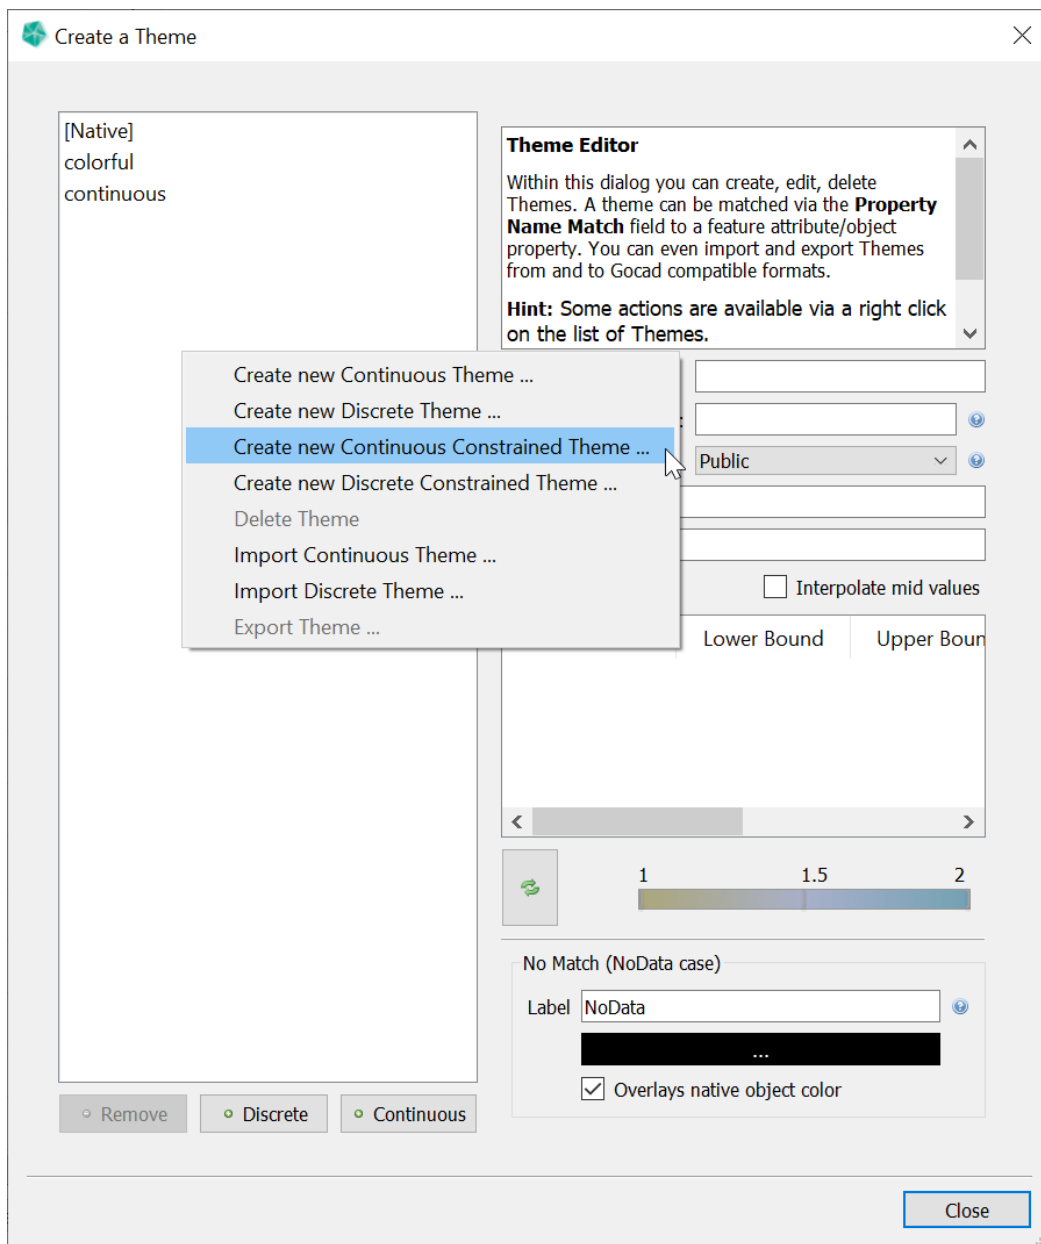 Create a Theme
[Native]
colorful
continuous
Theme Editor
Within this dialog you can create, edit, delete
Themes. A theme can be matched via the Property
Name Match field to a feature attribute/object
property. You can even import and export Themes
from and to Gocad compatible formats.
Hint: Some actions are available via a right click
on the list of Themes.
Create new Continuous Theme ...
Create new Discrete Theme ...
Create new Continuous Constrained Theme ...
Create new Discrete Constrained Theme ...
Delete Theme
Import Continuous Theme ...
Import Discrete Theme ...
Export Theme ...
:
Public
Interpolate mid values
Lower Bound Upper Boun
1 1.5 2
No Match (NoData case)
Label NoData
...
Overlays native object color
Remove Discrete Continuous
Close